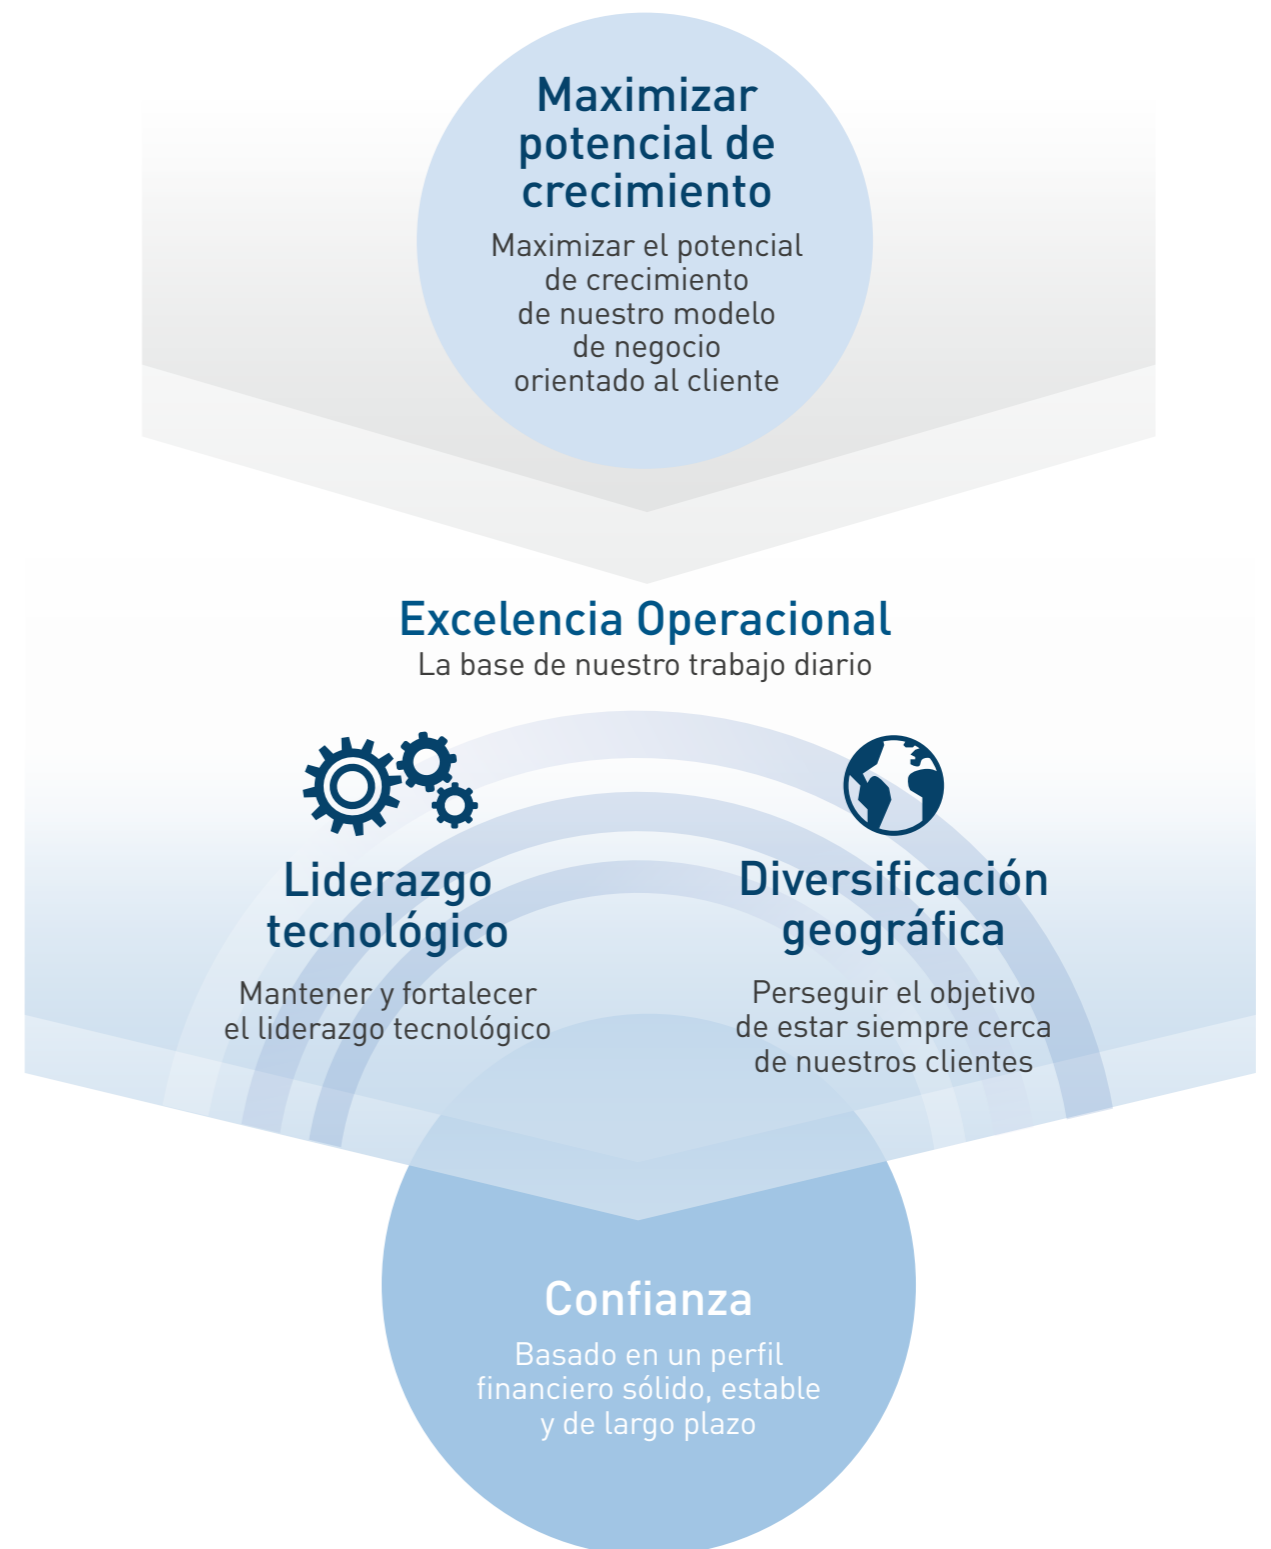 Maximizar
potencial de
crecimiento
Maximizar el potencial
de crecimiento
de nuestro modelo
de negocio
orientado al cliente
Excelencia Operacional
La base de nuestro trabajo diario
Liderazgo
tecnológico
Mantener y fortalecer
el liderazgo tecnológico
Diversificación
geográfica
Perseguir el objetivo
de estar siempre cerca
de nuestros clientes
Confianza
Basado en un perfil
financiero sólido, estable
y de largo plazo